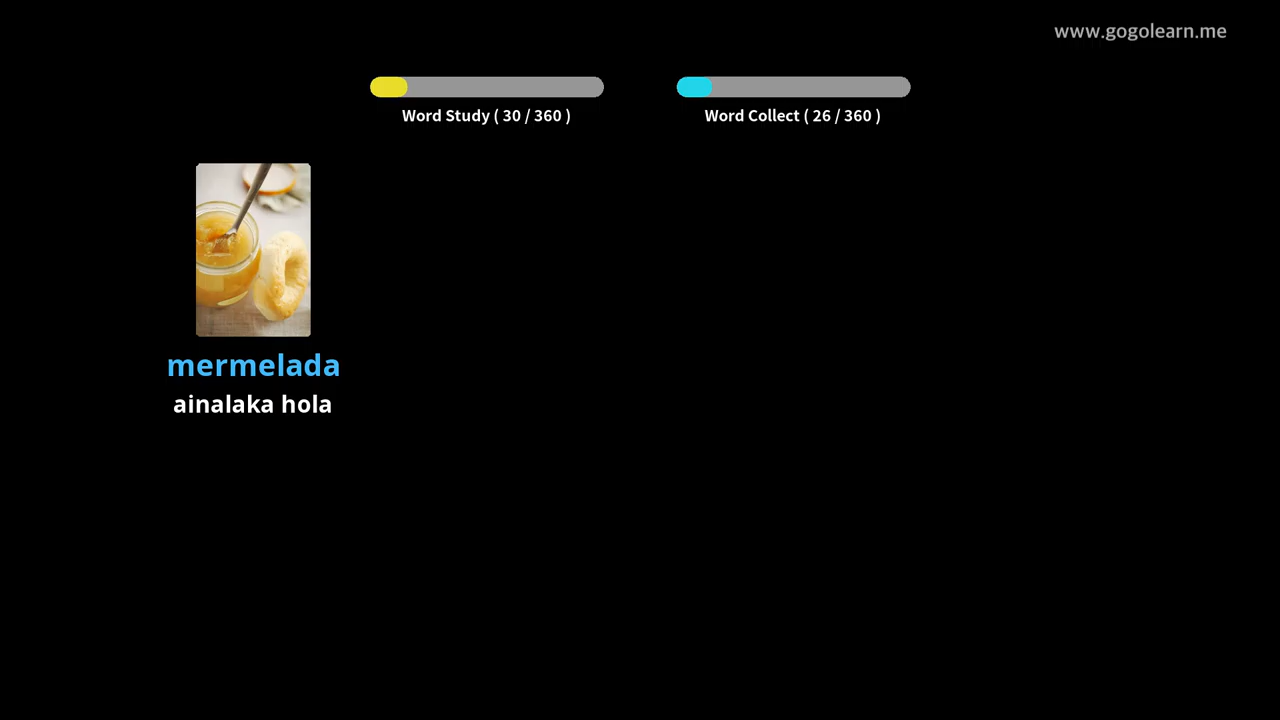 www.gogolearn.me
Word Study ( 30 / 360 )
Word Collect ( 26 / 360 )
mermelada
ainalaka hola